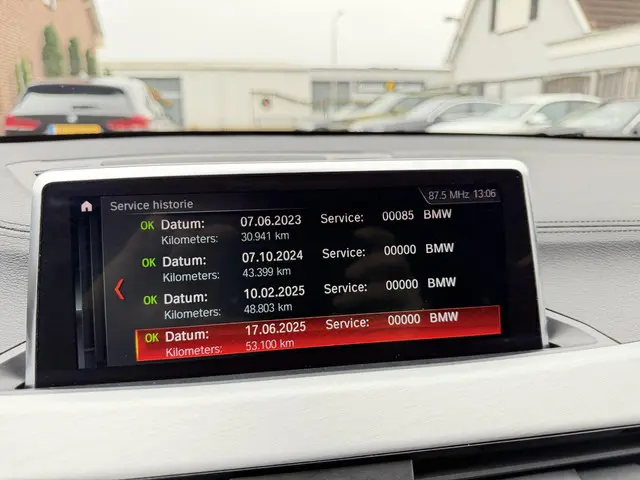 Service historie 87.5 MHz 13:06
OK Datum: 07.06.2023 Service: 00085 BMW
Kilometers: 30.941 km
OK Datum: 07.10.2024 Service: 00000 BMW
Kilometers: 43.399 km
OK Datum: 10.02.2025 Service: 00000 BMW
Kilometers: 48.803 km
OK Datum: 17.06.2025 Service: 00000 BMW
Kilometers: 53.100 km